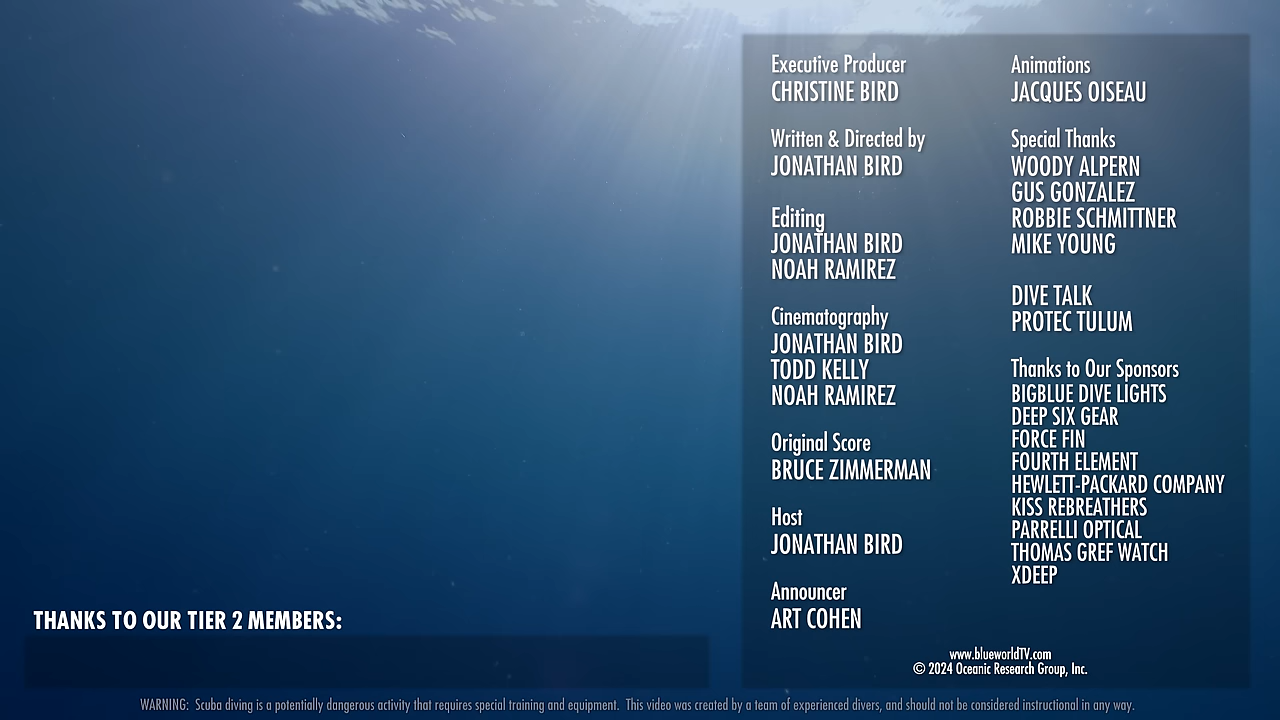 Executive Producer
CHRISTINE BIRD
Written & Directed by
JONATHAN BIRD
Editing
JONATHAN BIRD
NOAH RAMIREZ
Cinematography
JONATHAN BIRD
TODD KELLY
NOAH RAMIREZ
Original Score
BRUCE ZIMMERMAN
Host
JONATHAN BIRD
Announcer
ART COHEN
Animations
JACQUES OISEAU
Special Thanks
WOODY ALPERN
GUS GONZALEZ
ROBBIE SCHMITTNER
MIKE YOUNG
DIVE TALK
PROTEC TULUM
Thanks to Our Sponsors
BIGBLUE DIVE LIGHTS
DEEP SIX GEAR
FORCE FIN
FOURTH ELEMENT
HEWLETT-PACKARD COMPANY
KISS REBREATHERS
PARRELLI OPTICAL
THOMAS GREF WATCH
XDEEP
www.blueworldTV.com
© 2024 Oceanic Research Group, Inc.
THANKS TO OUR TIER 2 MEMBERS:
WARNING: Scuba diving is a potentially dangerous activity that requires special training and equipment. This video was created by a team of experienced divers, and should not be considered instructional in any way.